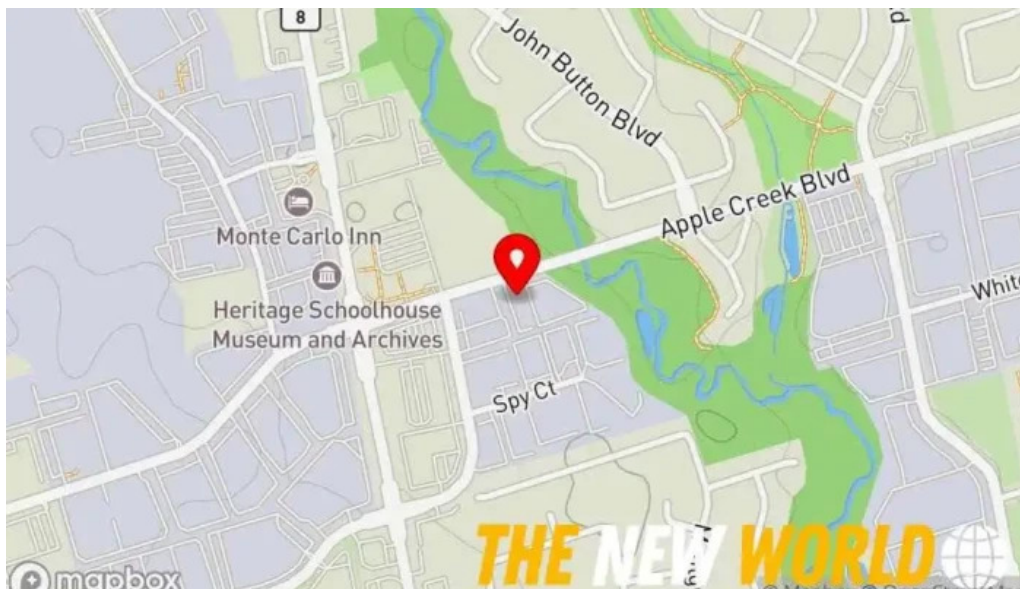 8
John Button Blvd
Apple Creek Blvd
Monte Carlo Inn
Heritage Schoolhouse
Museum and Archives
Spy Ct
THE NEW WORLD
mapbox